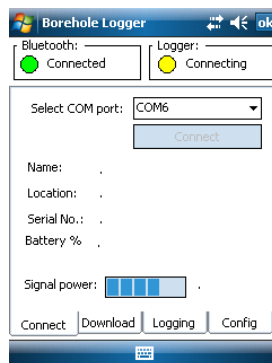 Borehole Logger ok
Bluetooth: Logger:
Connected Connecting
Select COM port: COM6
Connect
Name: .
Location: .
Serial No.: .
Battery % .
Signal power: .
Connect Download Logging Config